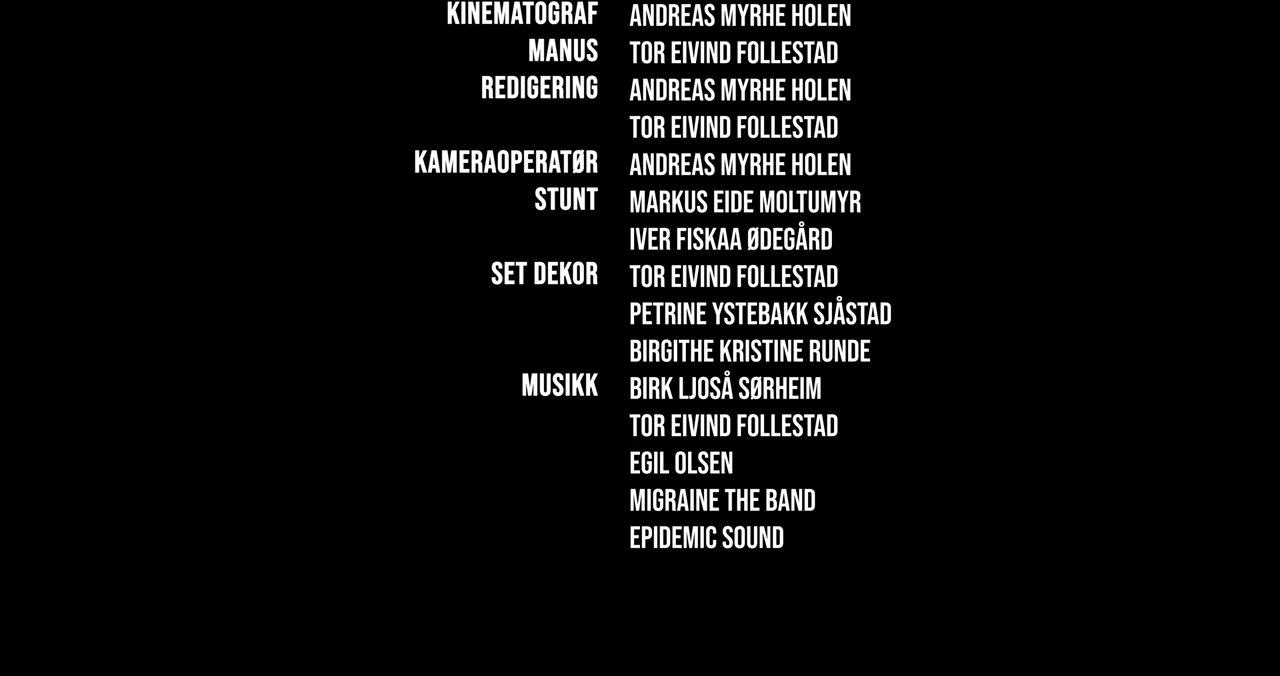 KINEMATOGRAF ANDREAS MYRHE HOLEN
MANUS TOR EIVIND FOLLESTAD
REDIGERING ANDREAS MYRHE HOLEN
TOR EIVIND FOLLESTAD
KAMERAOPERATØR ANDREAS MYRHE HOLEN
STUNT MARKUS EIDE MOLTUMYR
IVER FISKAA ØDEGÅRD
SET DEKOR TOR EIVIND FOLLESTAD
PETRINE YSTEBAKK SJÅSTAD
BIRGITHE KRISTINE RUNDE
MUSIKK BIRK LJOSÅ SØRHEIM
TOR EIVIND FOLLESTAD
EGIL OLSEN
MIGRAINE THE BAND
EPIDEMIC SOUND